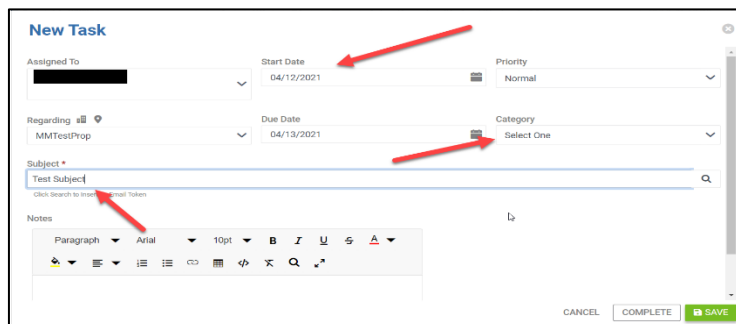 New Task
Assigned To Start Date Priority
04/12/2021 Normal
Regarding Due Date Category
MMTestProp 04/13/2021 Select One
Subject *
Test Subject
Click Search to Insert Email Token
Notes
Paragraph Arial 10pt B I U S A
CANCEL COMPLETE SAVE